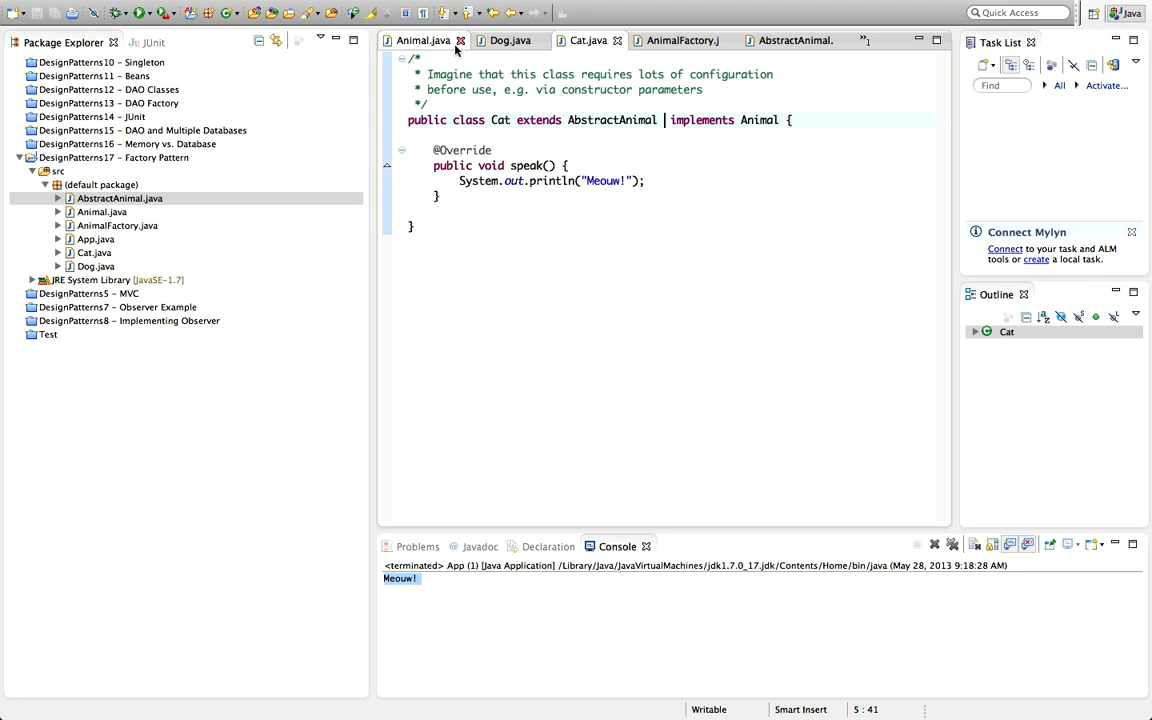 Quick Access
Java
Package Explorer
JUnit
DesignPatterns10 - Singleton
DesignPatterns11 - Beans
DesignPatterns12 - DAO Classes
DesignPatterns13 - DAO Factory
DesignPatterns14 - JUnit
DesignPatterns15 - DAO and Multiple Databases
DesignPatterns16 - Memory vs. Database
DesignPatterns17 - Factory Pattern
src
(default package)
AbstractAnimal.java
Animal.java
AnimalFactory.java
App.java
Cat.java
Dog.java
JRE System Library [JavaSE-1.7]
DesignPatterns5 - MVC
DesignPatterns7 - Observer Example
DesignPatterns8 - Implementing Observer
Test
Animal.java
Dog.java
Cat.java
AnimalFactory.j
AbstractAnimal.
»1
/*
* Imagine that this class requires lots of configuration
* before use, e.g. via constructor parameters
*/
public class Cat extends AbstractAnimal implements Animal {
@Override
public void speak() {
System.out.println("Meouw!");
}
}
Task List
Find
All
Activate...
Connect Mylyn
Connect to your task and ALM
tools or create a local task.
Outline
Cat
Problems
Javadoc
Declaration
Console
<terminated> App (1) [Java Application] /Library/Java/JavaVirtualMachines/jdk1.7.0_17.jdk/Contents/Home/bin/java (May 28, 2013 9:18:28 AM)
Meouw!
Writable
Smart Insert
5 : 41